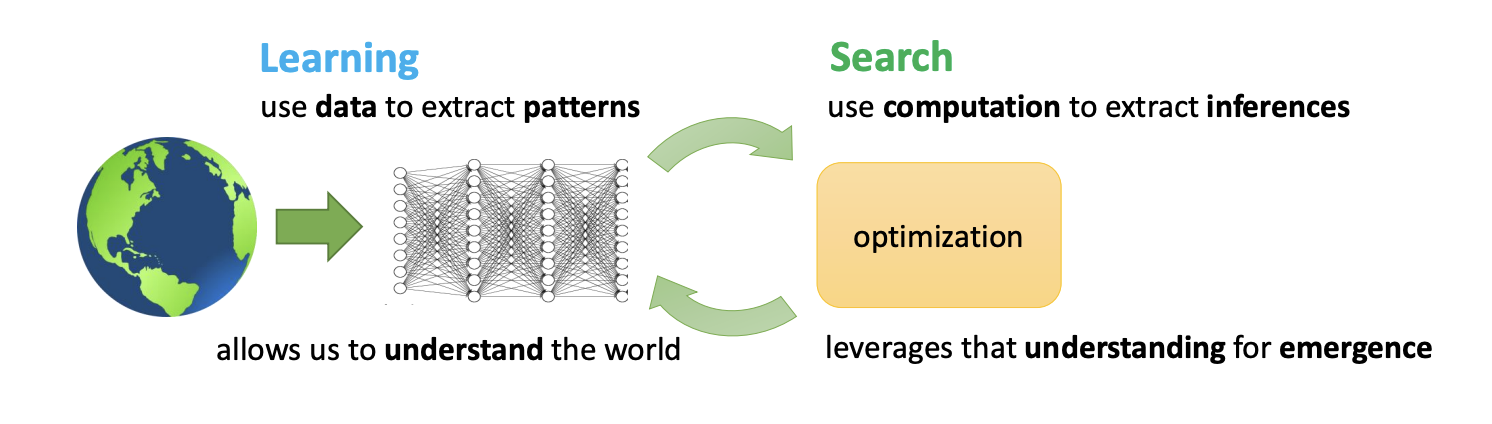 Learning
use data to extract patterns
allows us to understand the world
Search
use computation to extract inferences
optimization
leverages that understanding for emergence